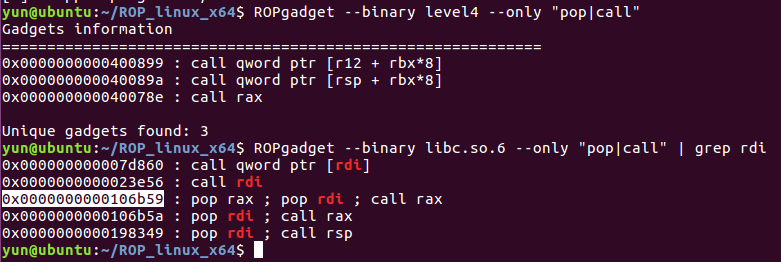 yun@ubuntu:~/ROP_linux_x64$ ROPgadget --binary level4 --only "pop|call"
Gadgets information
============================================================
0x0000000000400899 : call qword ptr [r12 + rbx*8]
0x000000000040089a : call qword ptr [rsp + rbx*8]
0x000000000040078e : call rax

Unique gadgets found: 3
yun@ubuntu:~/ROP_linux_x64$ ROPgadget --binary libc.so.6 --only "pop|call" | grep rdi
0x000000000007d860 : call qword ptr [rdi]
0x0000000000023e56 : call rdi
0x0000000000106b59 : pop rax ; pop rdi ; call rax
0x0000000000106b5a : pop rdi ; call rax
0x0000000000198349 : pop rdi ; call rsp
yun@ubuntu:~/ROP_linux_x64$